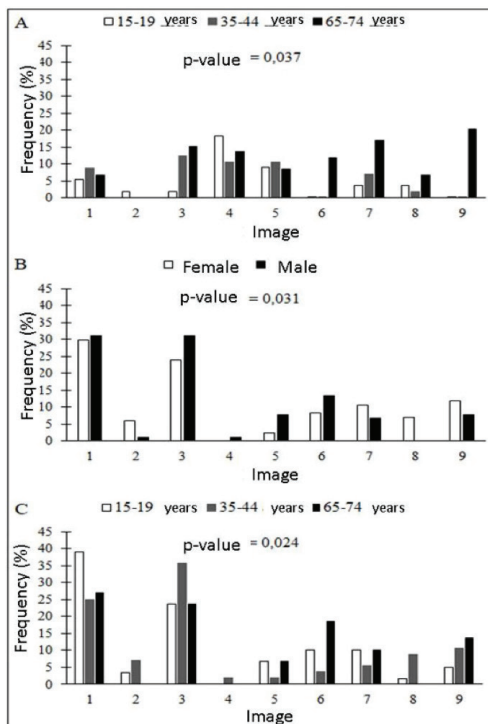 A
15-19 years 35-44 years 65-74 years
p-value = 0,037
Frequency (%)
45
40
35
30
25
20
15
10
5
0
1 2 3 4 5 6 7 8 9
Image
B
Female Male
p-value = 0,031
Frequency (%)
45
40
35
30
25
20
15
10
5
0
1 2 3 4 5 6 7 8 9
Image
C
15-19 years 35-44 years 65-74 years
p-value = 0,024
Frequency (%)
45
40
35
30
25
20
15
10
5
0
1 2 3 4 5 6 7 8 9
Image